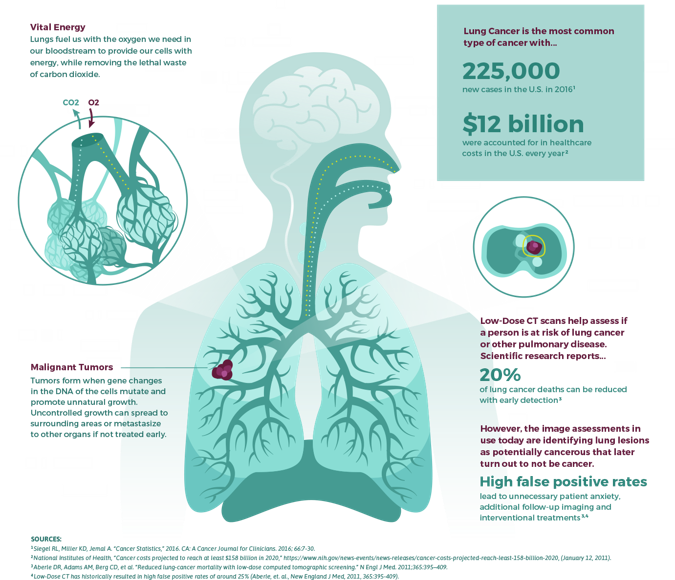 Vital Energy
Lungs fuel us with the oxygen we need in
our bloodstream to provide our cells with
energy, while removing the lethal waste
of carbon dioxide.
CO2 O2
Lung Cancer is the most common
type of cancer with...
225,000
new cases in the U.S. in 2016¹
$12 billion
were accounted for in healthcare
costs in the U.S. every year²
Malignant Tumors
Tumors form when gene changes
in the DNA of the cells mutate and
promote unnatural growth.
Uncontrolled growth can spread to
surrounding areas or metastasize
to other organs if not treated early.
Low-Dose CT scans help assess if
a person is at risk of lung cancer
or other pulmonary disease.
Scientific research reports...
20%
of lung cancer deaths can be reduced
with early detection³
However, the image assessments in
use today are identifying lung lesions
as potentially cancerous that later
turn out to not be cancer.
High false positive rates
lead to unnecessary patient anxiety,
additional follow-up imaging and
interventional treatments³,⁴
SOURCES:
¹Siegel RL, Miller KD, Jemal A. "Cancer Statistics," 2016. CA: A Cancer Journal for Clinicians. 2016; 66:7-30.
²National Institutes of Health, "Cancer costs projected to reach at least $158 billion in 2020," https://www.nih.gov/news-events/news-releases/cancer-costs-projected-reach-least-158-billion-2020, (January 12, 2011).
³Aberle DR, Adams AM, Berg CD, et al. "Reduced lung-cancer mortality with low-dose computed tomographic screening." N Engl J Med. 2011;365:395–409.
⁴Low-Dose CT has historically resulted in high false positive rates of around 25% (Aberle, et. al., New England J Med, 2011, 365:395-409).